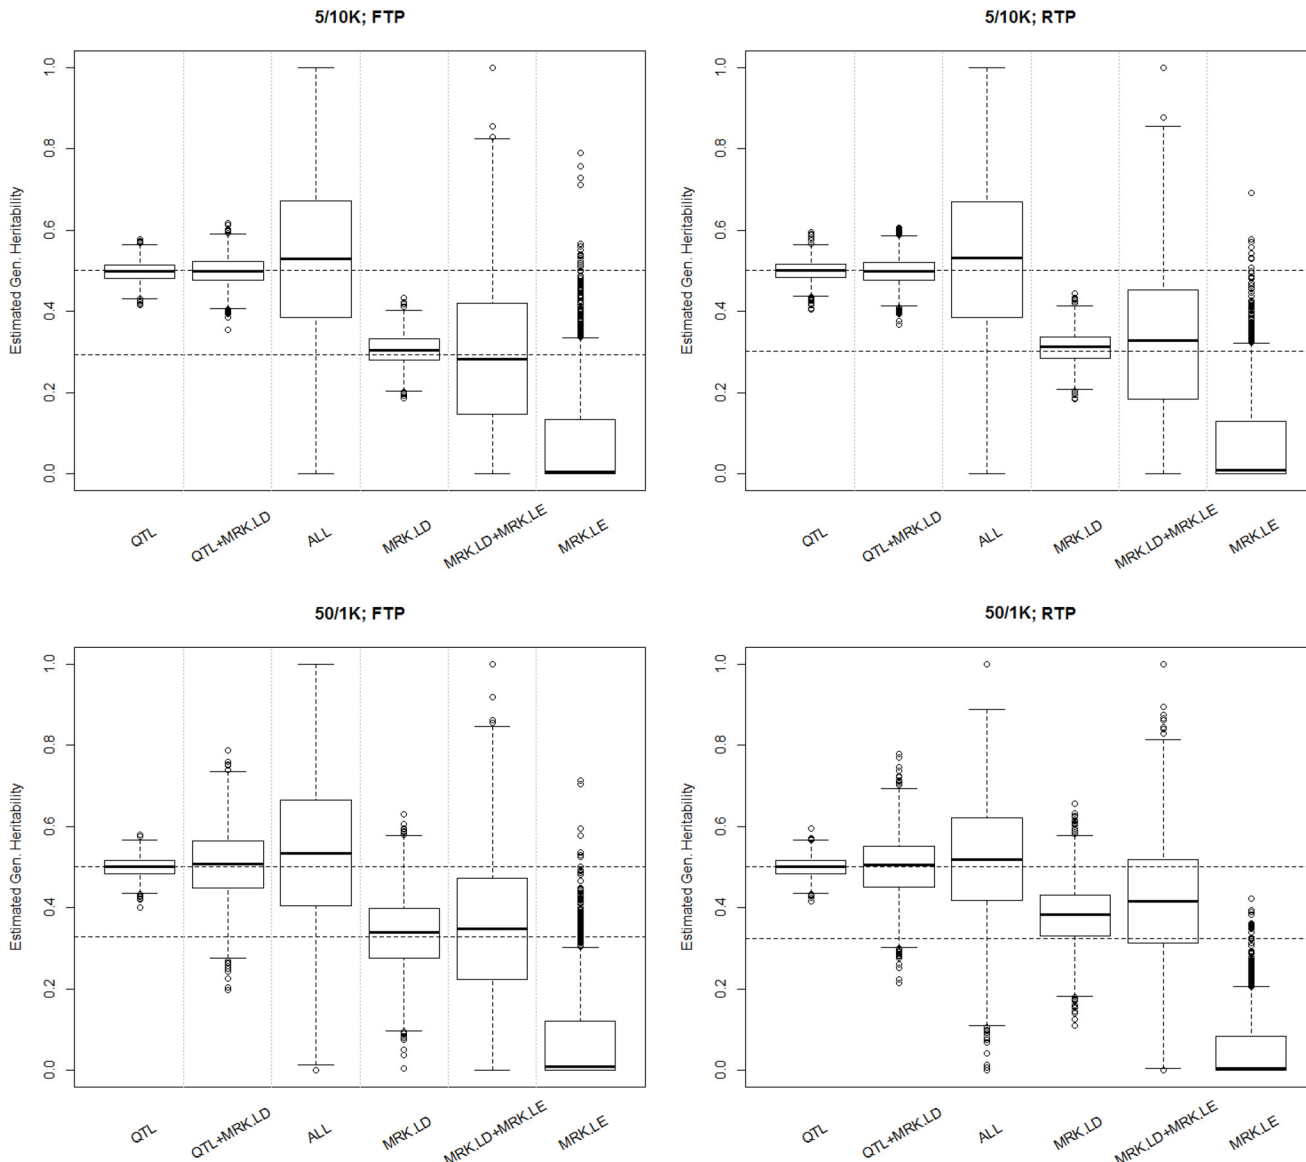 5/10K; FTP
Estimated Gen. Heritability
1.0
0.8
0.6
0.4
0.2
0.0
QTL
QTL+MRK.LD
ALL
MRK.LD
MRK.LD+MRK.LE
MRK.LE
5/10K; RTP
Estimated Gen. Heritability
1.0
0.8
0.6
0.4
0.2
0.0
QTL
QTL+MRK.LD
ALL
MRK.LD
MRK.LD+MRK.LE
MRK.LE
50/1K; FTP
Estimated Gen. Heritability
1.0
0.8
0.6
0.4
0.2
0.0
QTL
QTL+MRK.LD
ALL
MRK.LD
MRK.LD+MRK.LE
MRK.LE
50/1K; RTP
Estimated Gen. Heritability
1.0
0.8
0.6
0.4
0.2
0.0
QTL
QTL+MRK.LD
ALL
MRK.LD
MRK.LD+MRK.LE
MRK.LE